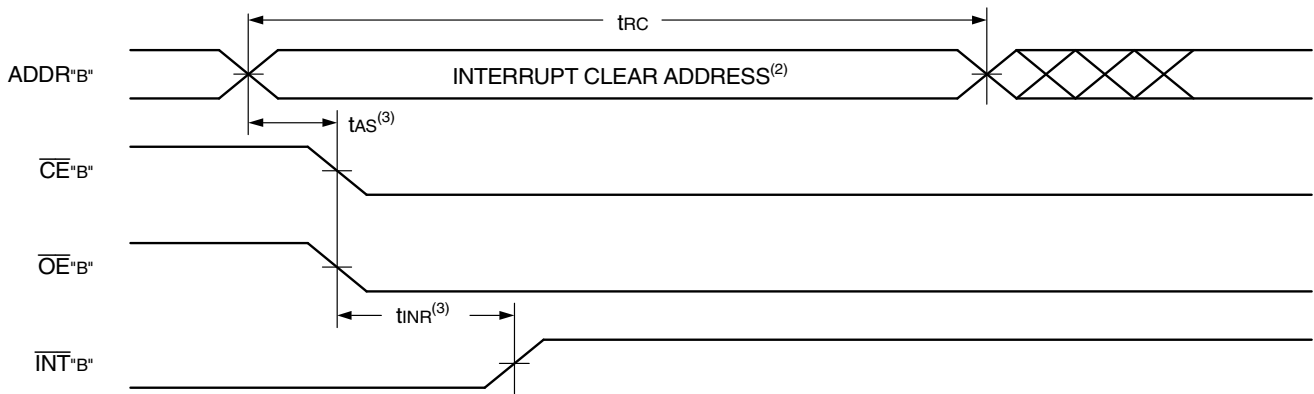 tRC
ADDR"B"
INTERRUPT CLEAR ADDRESS(2)
tAS(3)
CE"B"
OE"B"
tINR(3)
INT"B"